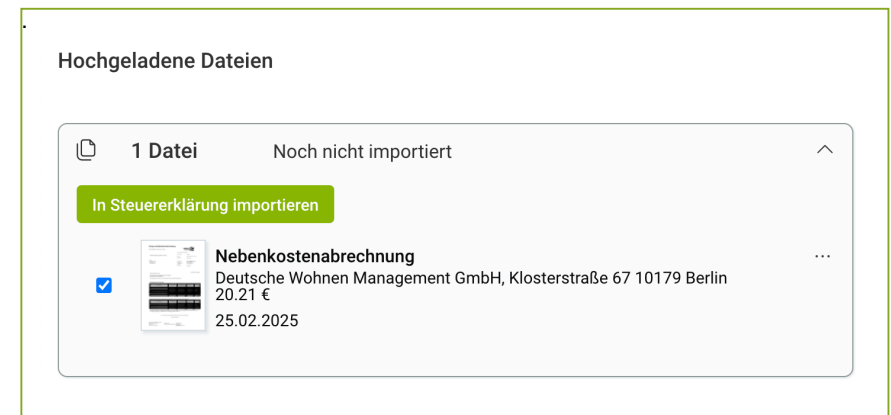 .
Hochgeladene Dateien
1 Datei Noch nicht importiert
In Steuererklärung importieren
Nebenkostenabrechnung
...
Deutsche Wohnen Management GmbH, Klosterstraße 67 10179 Berlin
20.21 €
25.02.2025